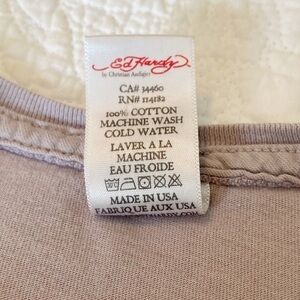 Ed Hardy
by Christian Audigier
CA# 34460
RN# 114182
100% COTTON
MACHINE WASH
COLD WATER
LAVER A LA
MACHINE
EAU FROIDE
MADE IN USA
FABRIQUE AUX USA